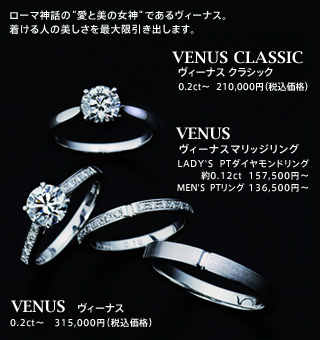 ローマ神話の“愛と美の女神”であるヴィーナス。
着ける人の美しさを最大限引き出します。
VENUS CLASSIC
ヴィーナス クラシック
0.2ct～ 210,000円(税込価格)
VENUS
ヴィーナスマリッジリング
LADY'S PTダイヤモンドリング
約0.12ct 157,500円～
MEN'S PTリング 136,500円～
VENUS ヴィーナス
0.2ct～ 315,000円(税込価格)